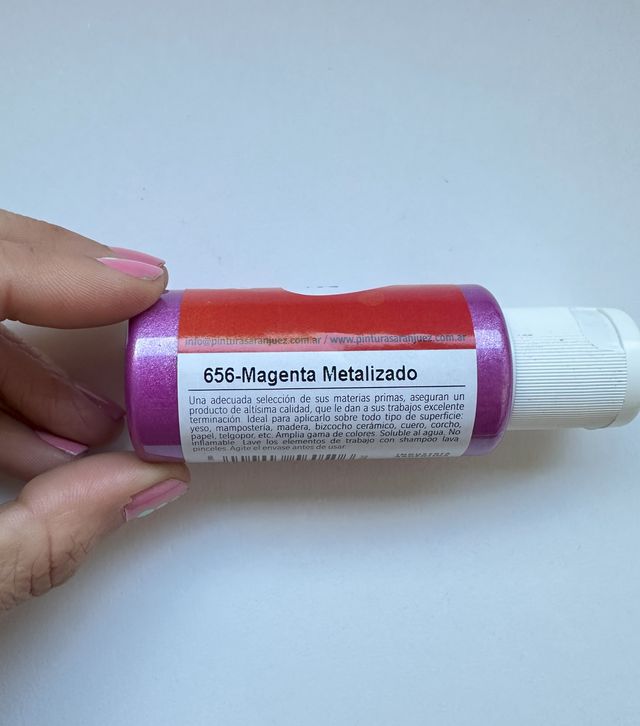 info@pinturasaranjuez.com.ar / www.pinturasaranjuez.com.ar
656-Magenta Metalizado
Una adecuada selección de sus materias primas, aseguran un
producto de altísima calidad, que le dan a sus trabajos excelente
terminación. Ideal para aplicarlo sobre todo tipo de superficie:
yeso, mampostería, madera, bizcocho cerámico, cuero, corcho,
papel, telgopor, etc. Amplia gama de colores. Soluble al agua. No
inflamable. Lave los elementos de trabajo con shampoo lava
pinceles. Agite el envase antes de usar.